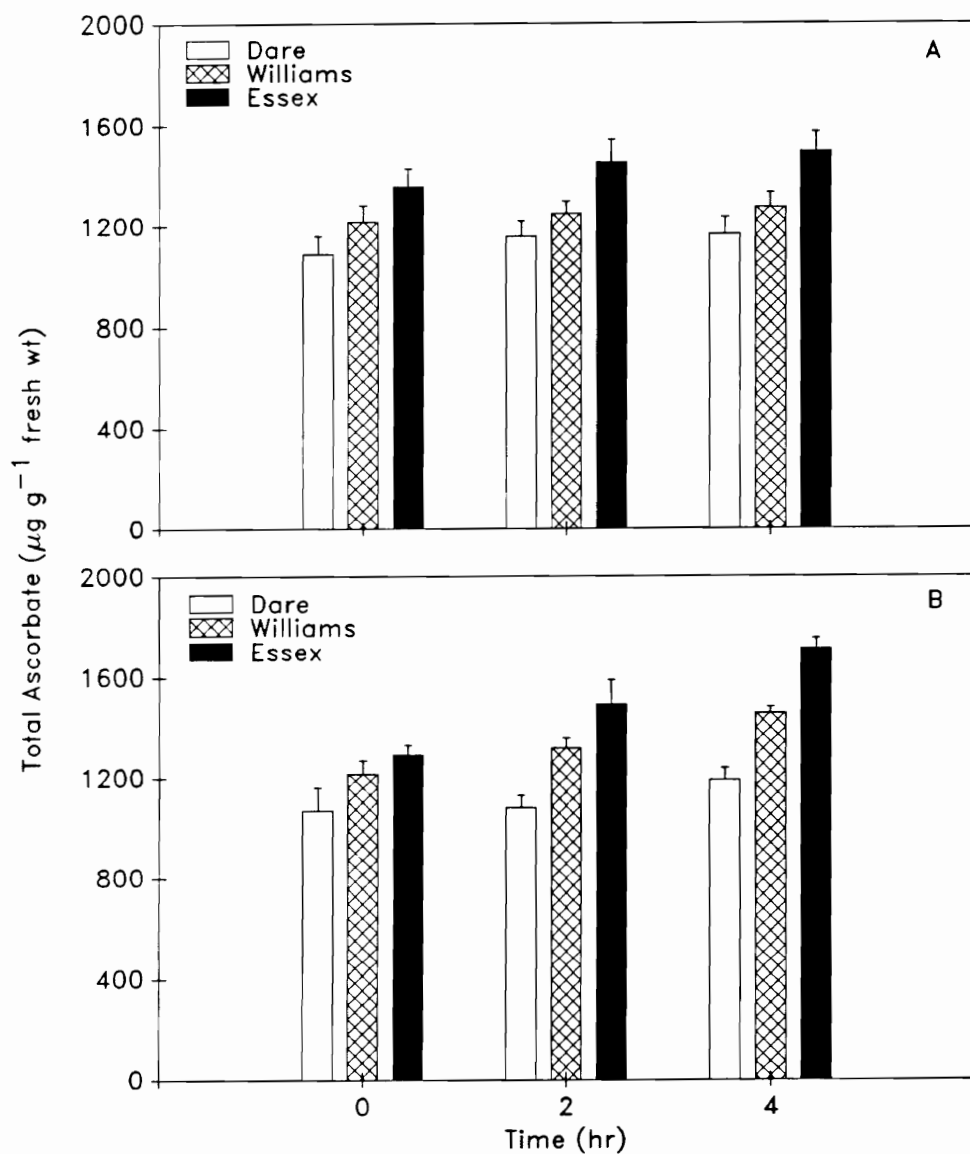 Total Ascorbate (μg g⁻¹ fresh wt)
2000
1600
1200
800
400
0
Dare
Williams
Essex
A
2000
1600
1200
800
400
0
Dare
Williams
Essex
B
0 2 4
Time (hr)